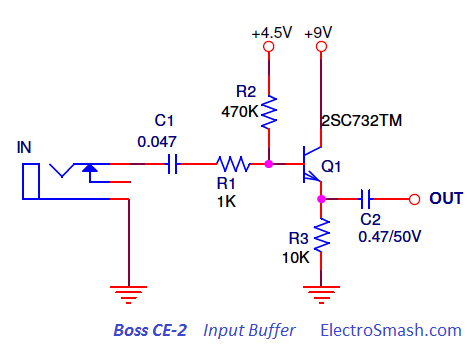 +4.5V +9V
R2
470K
2SC732TM
C1
0.047
IN
Q1
R1
1K
OUT
C2
0.47/50V
R3
10K
Boss CE-2 Input Buffer ElectroSmash.com